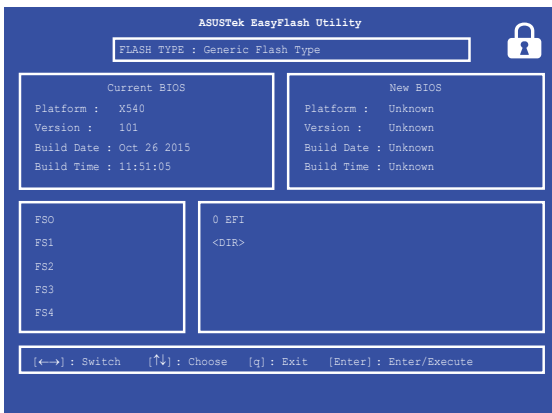 ASUSTek EasyFlash Utility
FLASH TYPE : Generic Flash Type
Current BIOS
Platform : X540
Version : 101
Build Date : Oct 26 2015
Build Time : 11:51:05
New BIOS
Platform : Unknown
Version : Unknown
Build Date : Unknown
Build Time : Unknown
FSO
FS1
FS2
FS3
FS4
0 EFI
<DIR>
[←→] : Switch [↑↓] : Choose [q] : Exit [Enter] : Enter/Execute